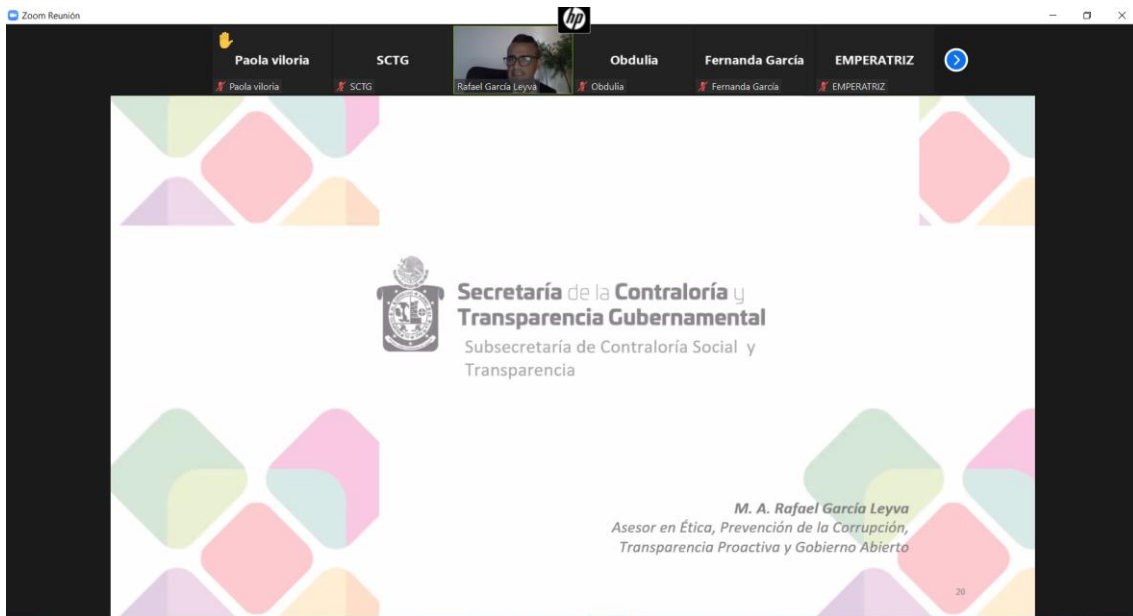 Zoom Reunión
hp
Paola viloria
SCTG
Obdulia
Fernanda García
EMPERATRIZ
Paola viloria
SCTG
Rafael García Leyva
Obdulia
Fernanda García
EMPERATRIZ
Secretaría de la Contraloría y
Transparencia Gubernamental
Subsecretaría de Contraloría Social y
Transparencia
M. A. Rafael García Leyva
Asesor en Ética, Prevención de la Corrupción,
Transparencia Proactiva y Gobierno Abierto
20